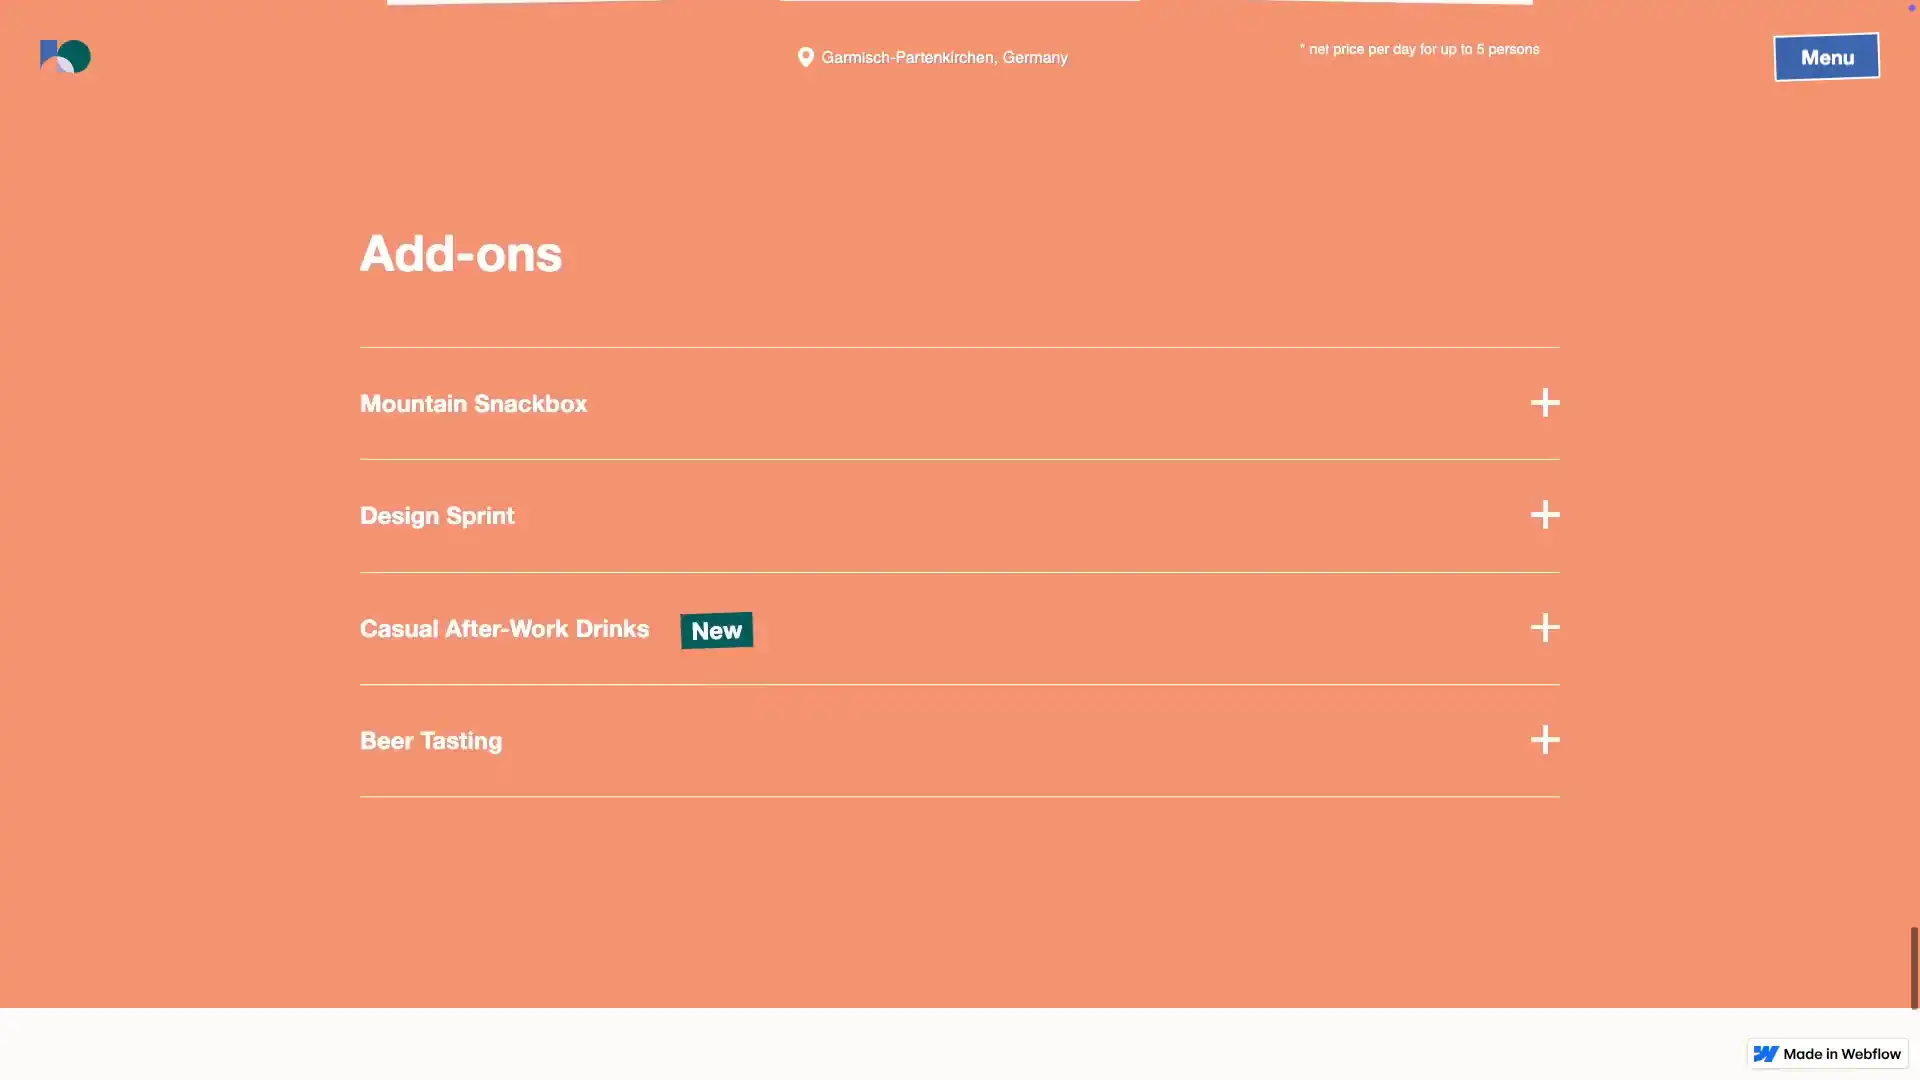 Garmisch-Partenkirchen, Germany
* net price per day for up to 5 persons
Menu
Add-ons
Mountain Snackbox
Design Sprint
Casual After-Work Drinks New
Beer Tasting
Made in Webflow